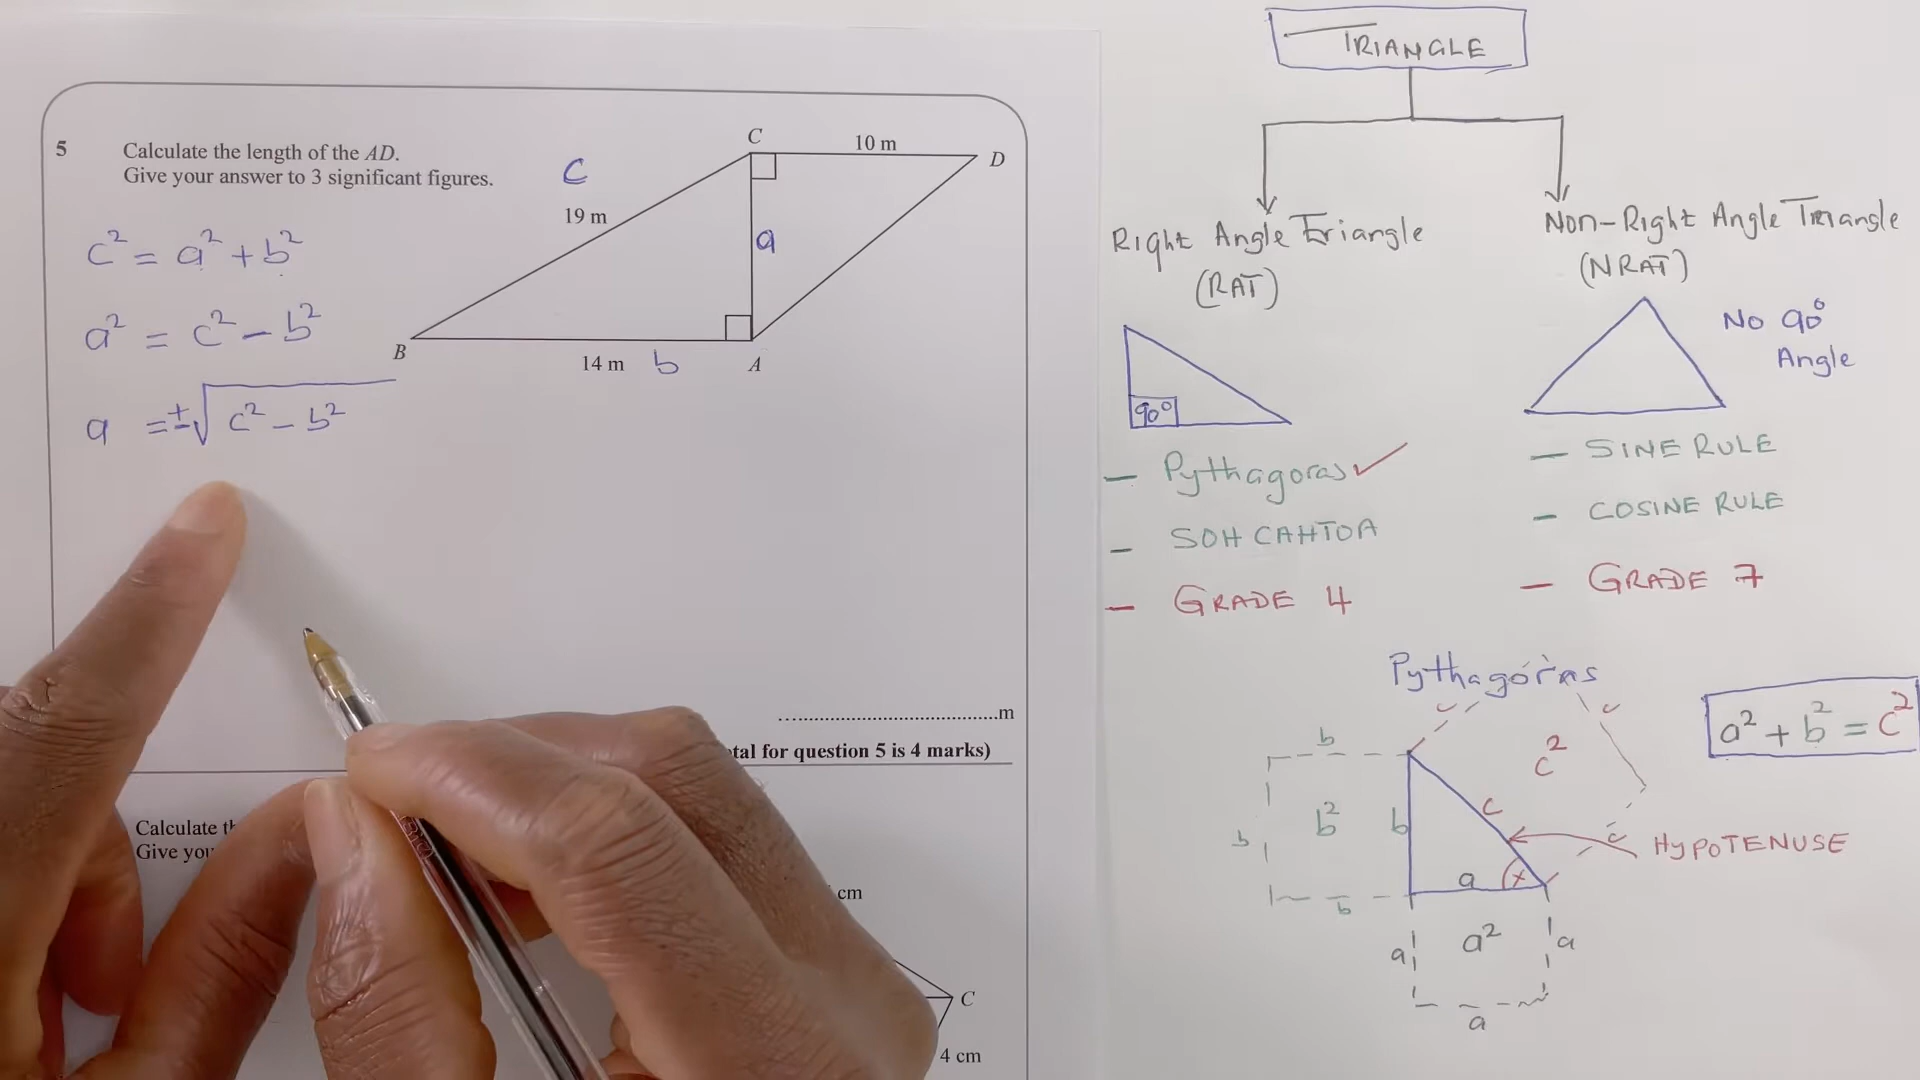 5 Calculate the length of the AD.
Give your answer to 3 significant figures.
C
10 m
D
c
19 m
a
B
14 m b
A
c² = a² + b²
a² = c² - b²
a = ±√c² - b²
..........................................m
tal for question 5 is 4 marks)
Calculate th
Give you
cm
C
4 cm
TRIANGLE
Right Angle Triangle
(RAT)
90°
- Pythagoras ✓
- SOH CAHTOA
- GRADE 4
Non-Right Angle Triangle
(NRAT)
No 90°
Angle
- SINE RULE
- COSINE RULE
- GRADE 7
Pythagoras
a² + b² = c²
b
c
c
c²
b
b²
b
c
c
HYPOTENUSE
a
x
b
a
a²
a
a